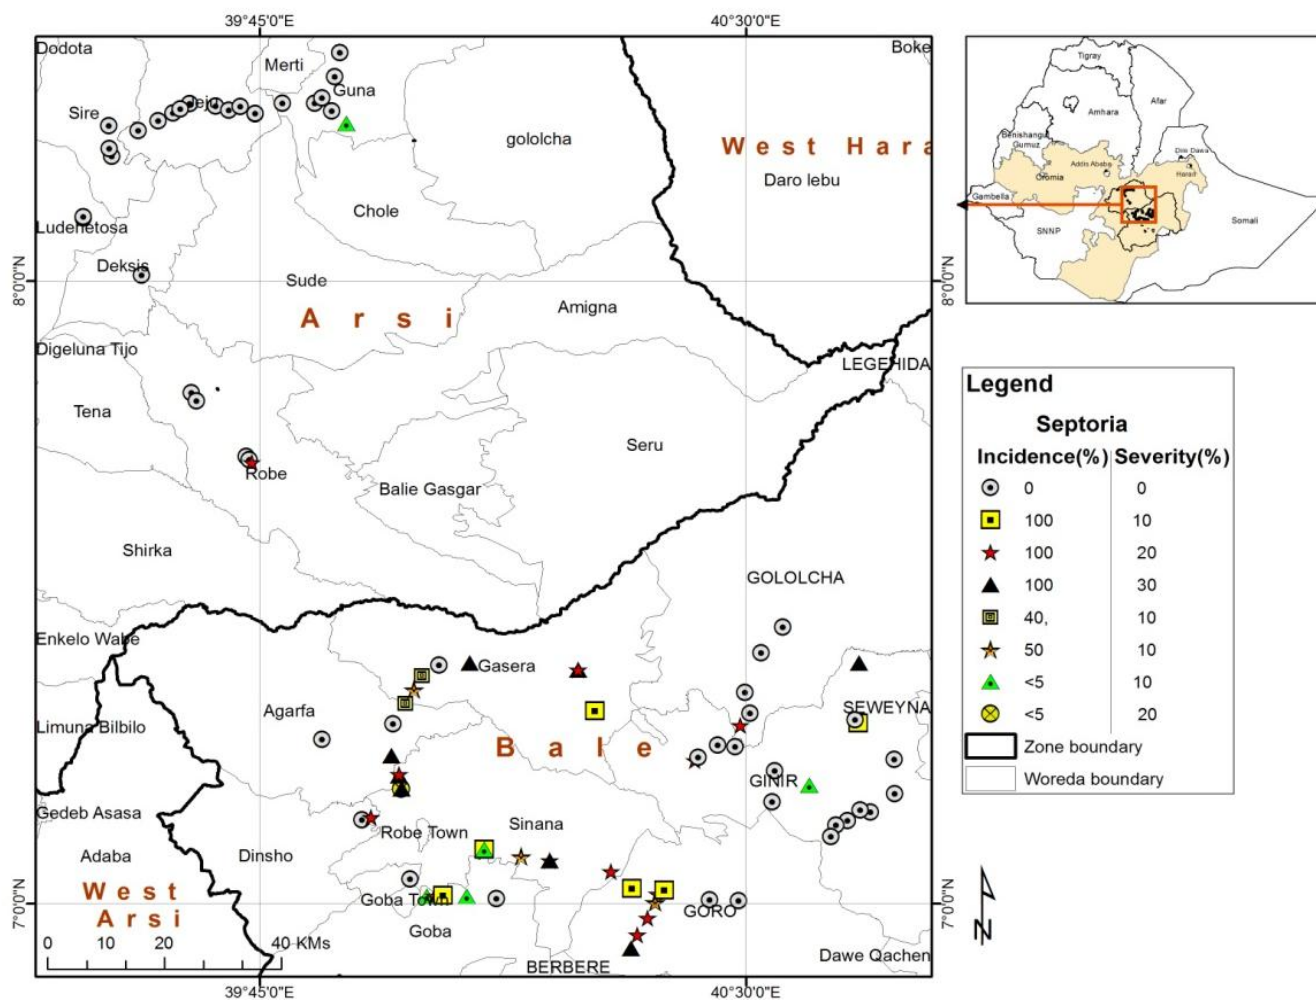 39°45'0"E
40°30'0"E
Dodota
Merti
Boke
Guna
Sire
Jeju
gololcha
West Hara
Daro lebu
Chole
Ludehetosa
Deksis
Sude
8°0'0"N
8°0'0"N
Arsi
Amigna
Digeluna Tijo
LEGEHIDA
Tena
Seru
Robe
Balie Gasgar
Shirka
GOLOLCHA
Enkelo Wabe
Gasera
Agarfa
SEWEYNA
Limuna Bilbilo
Bale
GINIR
Gedeb Asasa
Robe Town
Sinana
Adaba
Dinsho
West
Arsi
Goba Town
GORO
7°0'0"N
7°0'0"N
Goba
0 10 20 40 KMs
BERBERE
Dawe Qachen
39°45'0"E
40°30'0"E
Tigray
Afar
Amhara
Benishangul
Gumuz
Dire Dawa
Addis Ababa
Oromia
Harari
Gambella
Somali
SNNP
Legend
Septoria
Incidence(%) Severity(%)
0 0
100 10
100 20
100 30
40, 10
50 10
<5 10
<5 20
Zone boundary
Woreda boundary
N